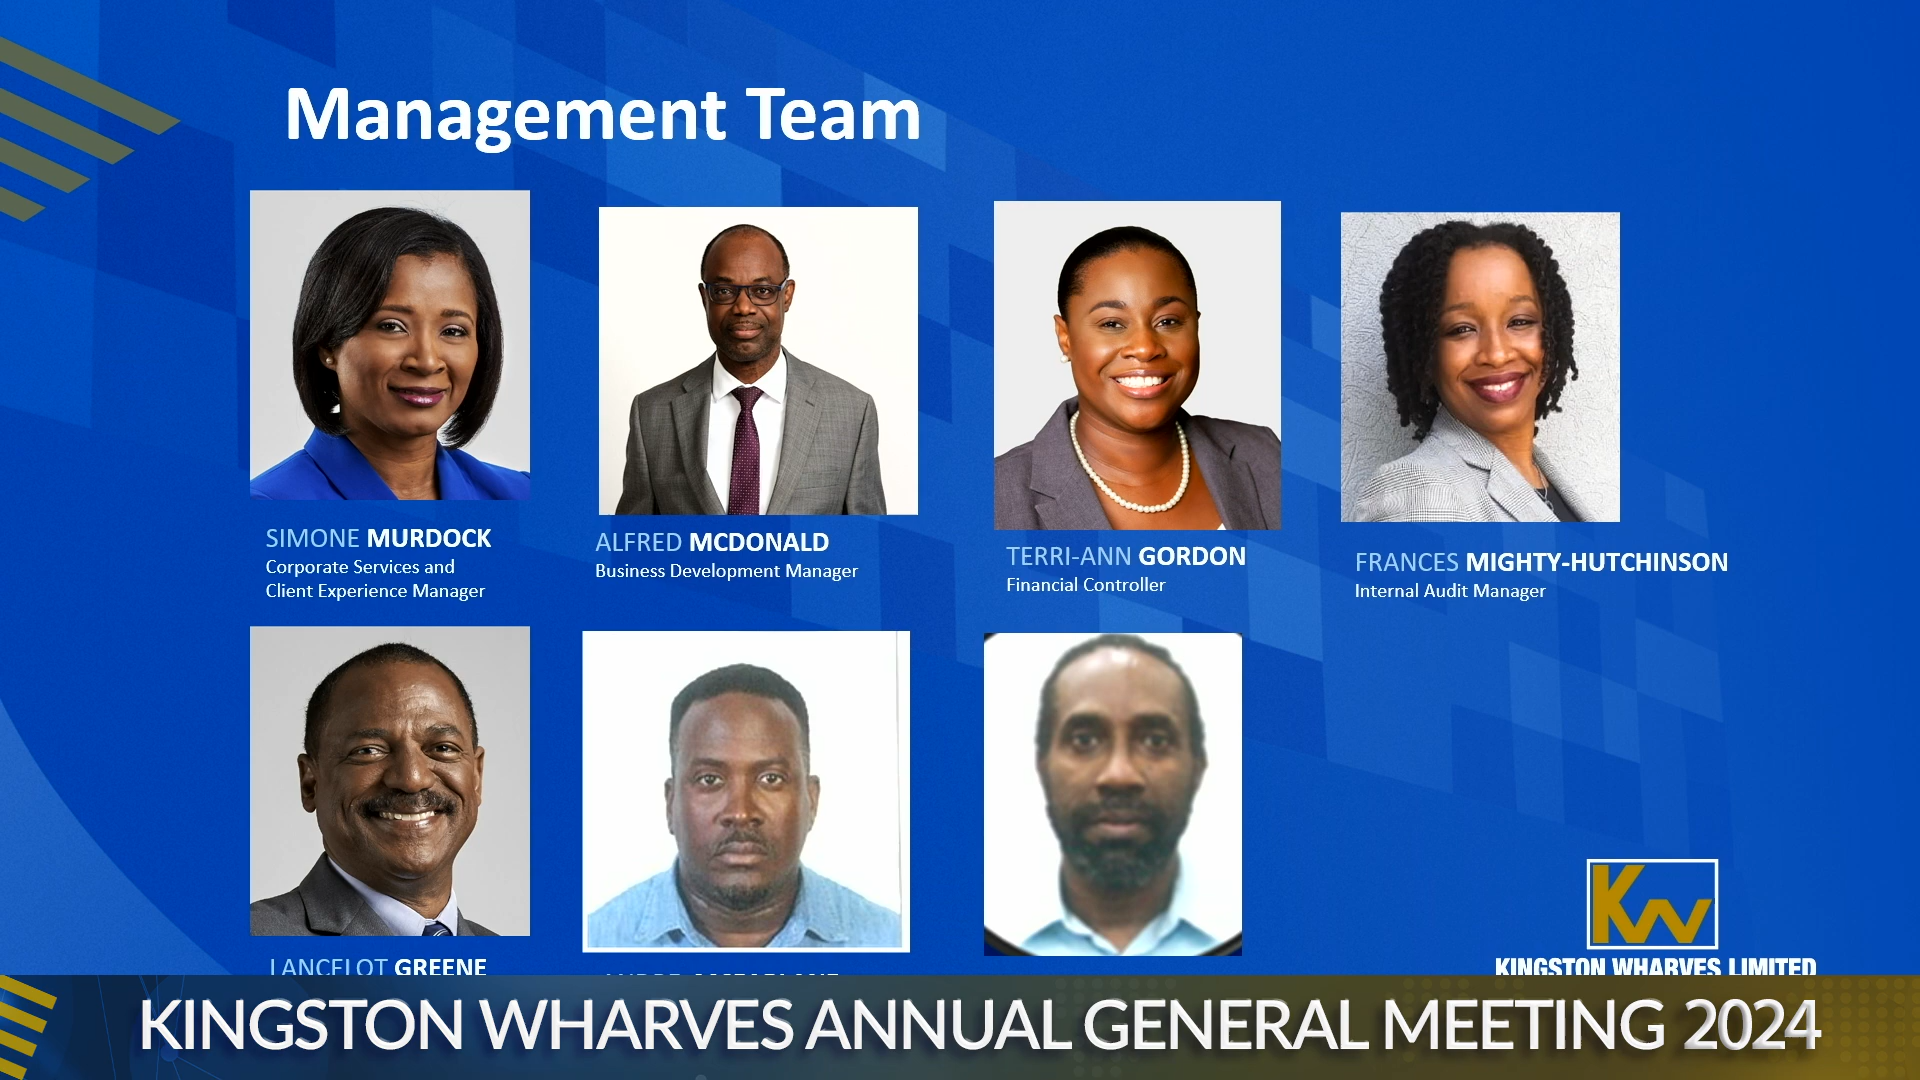 Management Team
SIMONE MURDOCK
Corporate Services and
Client Experience Manager
ALFRED MCDONALD
Business Development Manager
TERRI-ANN GORDON
Financial Controller
FRANCES MIGHTY-HUTCHINSON
Internal Audit Manager
LANCELOT GREENE
KW
KINGSTON WHARVES LIMITED
KINGSTON WHARVES ANNUAL GENERAL MEETING 2024